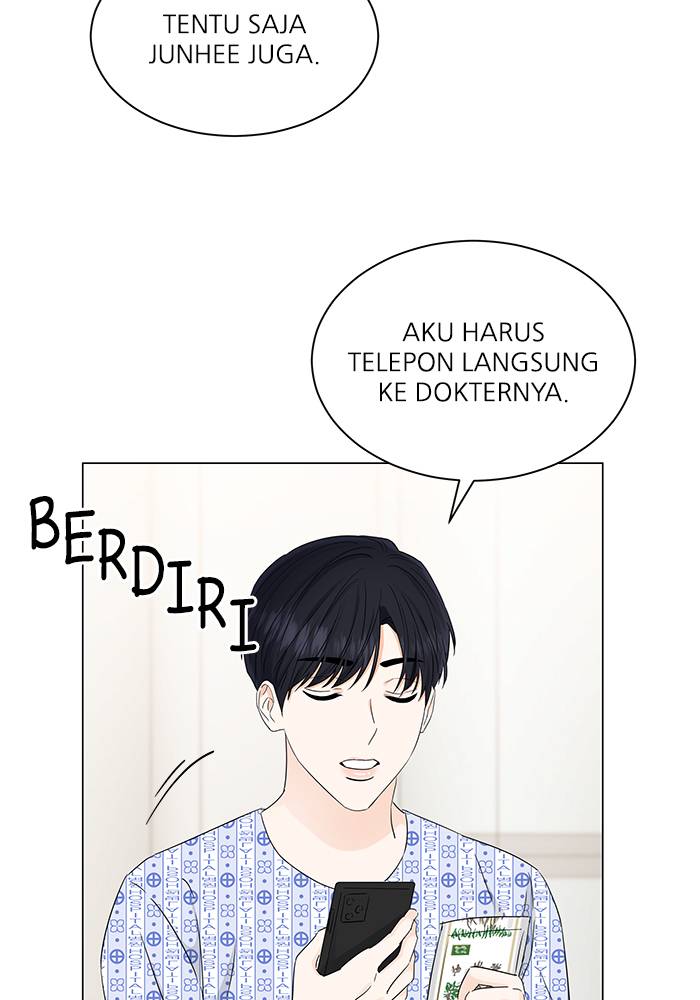 TENTU SAJA
JUNHEE JUGA.
AKU HARUS
TELEPON LANGSUNG
KE DOKTERNYA.
BERDIRI